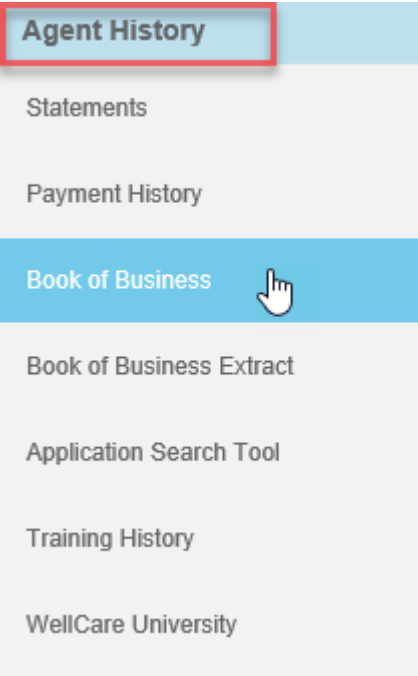 Agent History
Statements
Payment History
Book of Business
Book of Business Extract
Application Search Tool
Training History
WellCare University